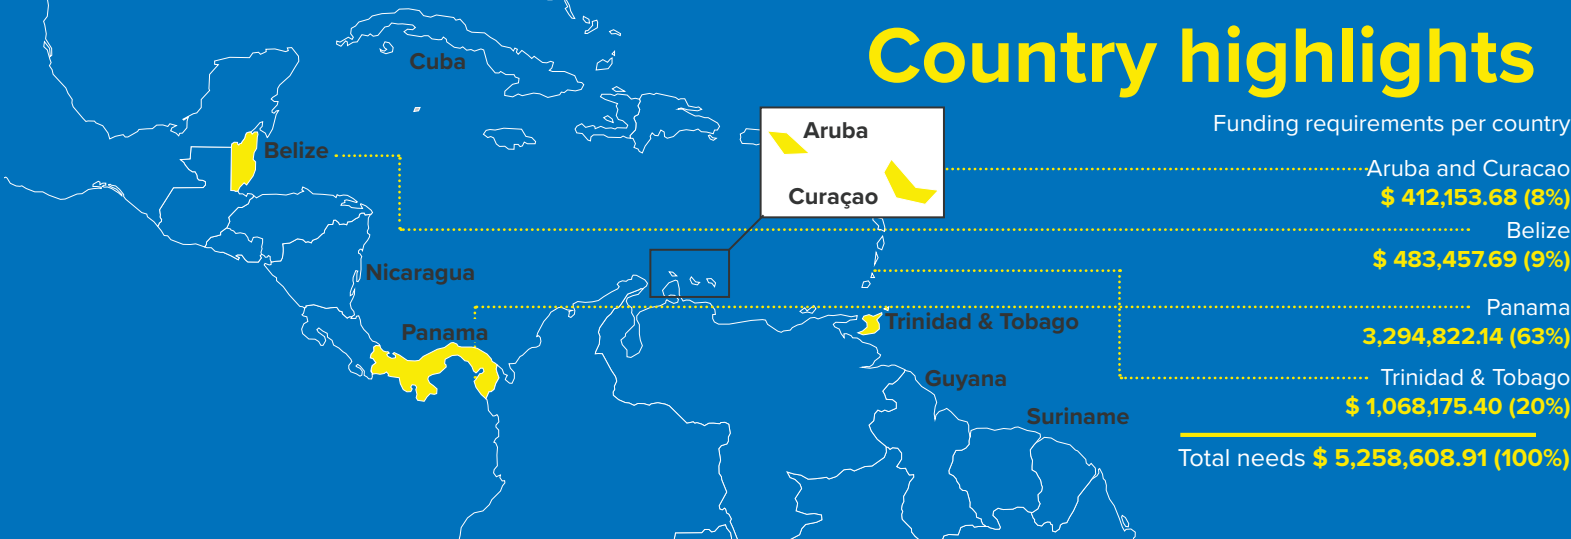 Country highlights
Cuba
Funding requirements per country
Aruba
Belize
Aruba and Curacao
Curaçao
$ 412,153.68 (8%)
Belize
$ 483,457.69 (9%)
Nicaragua
Panama
Panama
3,294,822.14 (63%)
Trinidad & Tobago
Guyana
Trinidad & Tobago
$ 1,068,175.40 (20%)
Suriname
Total needs $ 5,258,608.91 (100%)